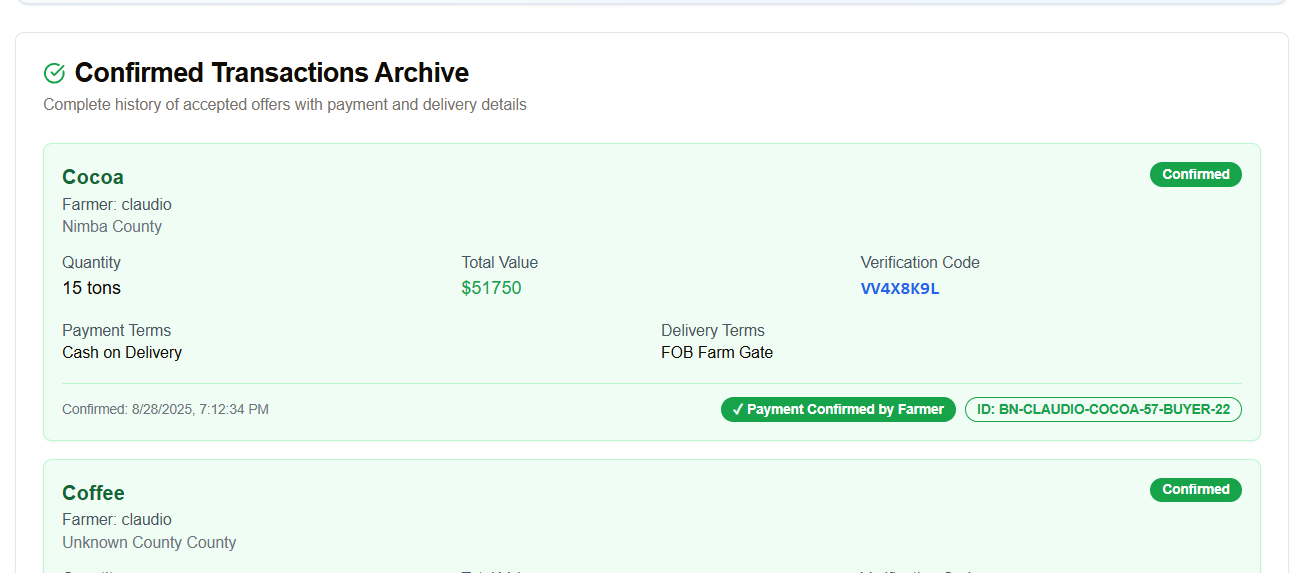 Confirmed Transactions Archive
Complete history of accepted offers with payment and delivery details
Cocoa
Confirmed
Farmer: claudio
Nimba County
Quantity
Total Value
Verification Code
15 tons
$51750
VV4X8K9L
Payment Terms
Delivery Terms
Cash on Delivery
FOB Farm Gate
Confirmed: 8/28/2025, 7:12:34 PM
✓ Payment Confirmed by Farmer
ID: BN-CLAUDIO-COCOA-57-BUYER-22
Coffee
Confirmed
Farmer: claudio
Unknown County County